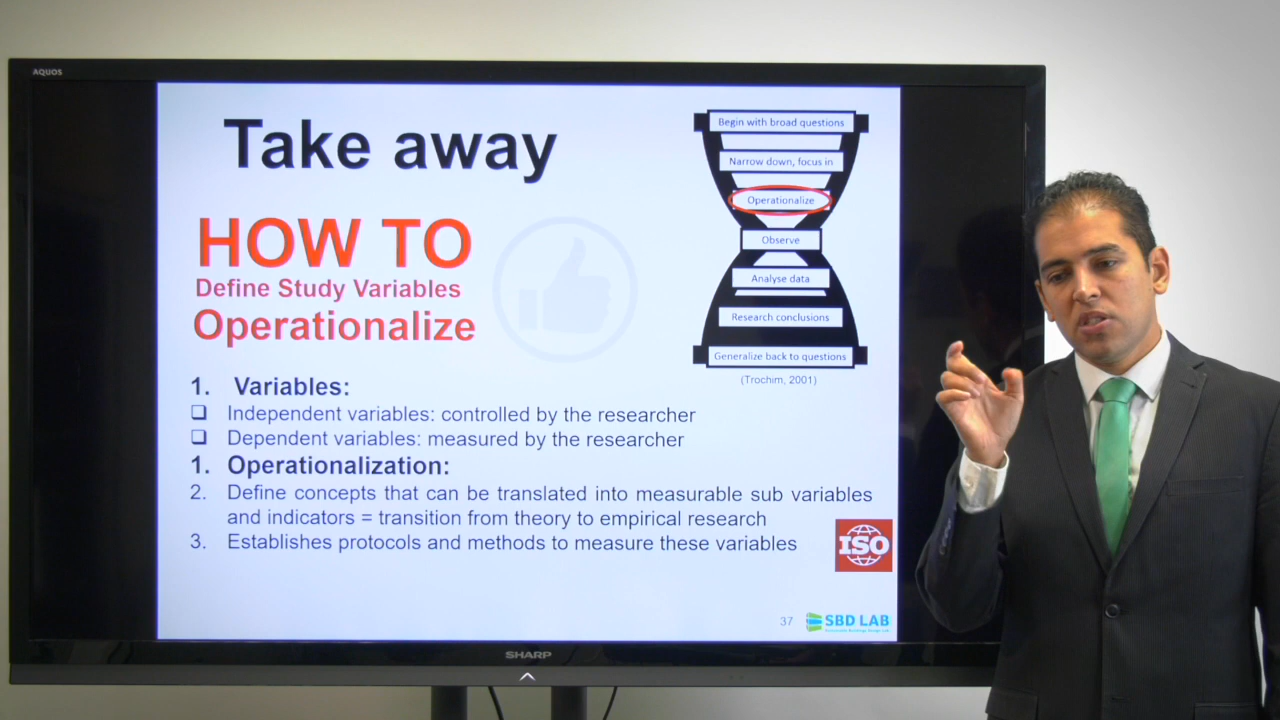 AQUOS
Take away
HOW TO
Define Study Variables
Operationalize
Begin with broad questions
Narrow down, focus in
Operationalize
Observe
Analyse data
Research conclusions
Generalize back to questions
(Trochim, 2001)
1. Variables:
❑ Independent variables: controlled by the researcher
❑ Dependent variables: measured by the researcher
1. Operationalization:
2. Define concepts that can be translated into measurable sub variables
and indicators = transition from theory to empirical research
3. Establishes protocols and methods to measure these variables
ISO
37
SBD LAB
Sustainable Buildings Design Lab
SHARP